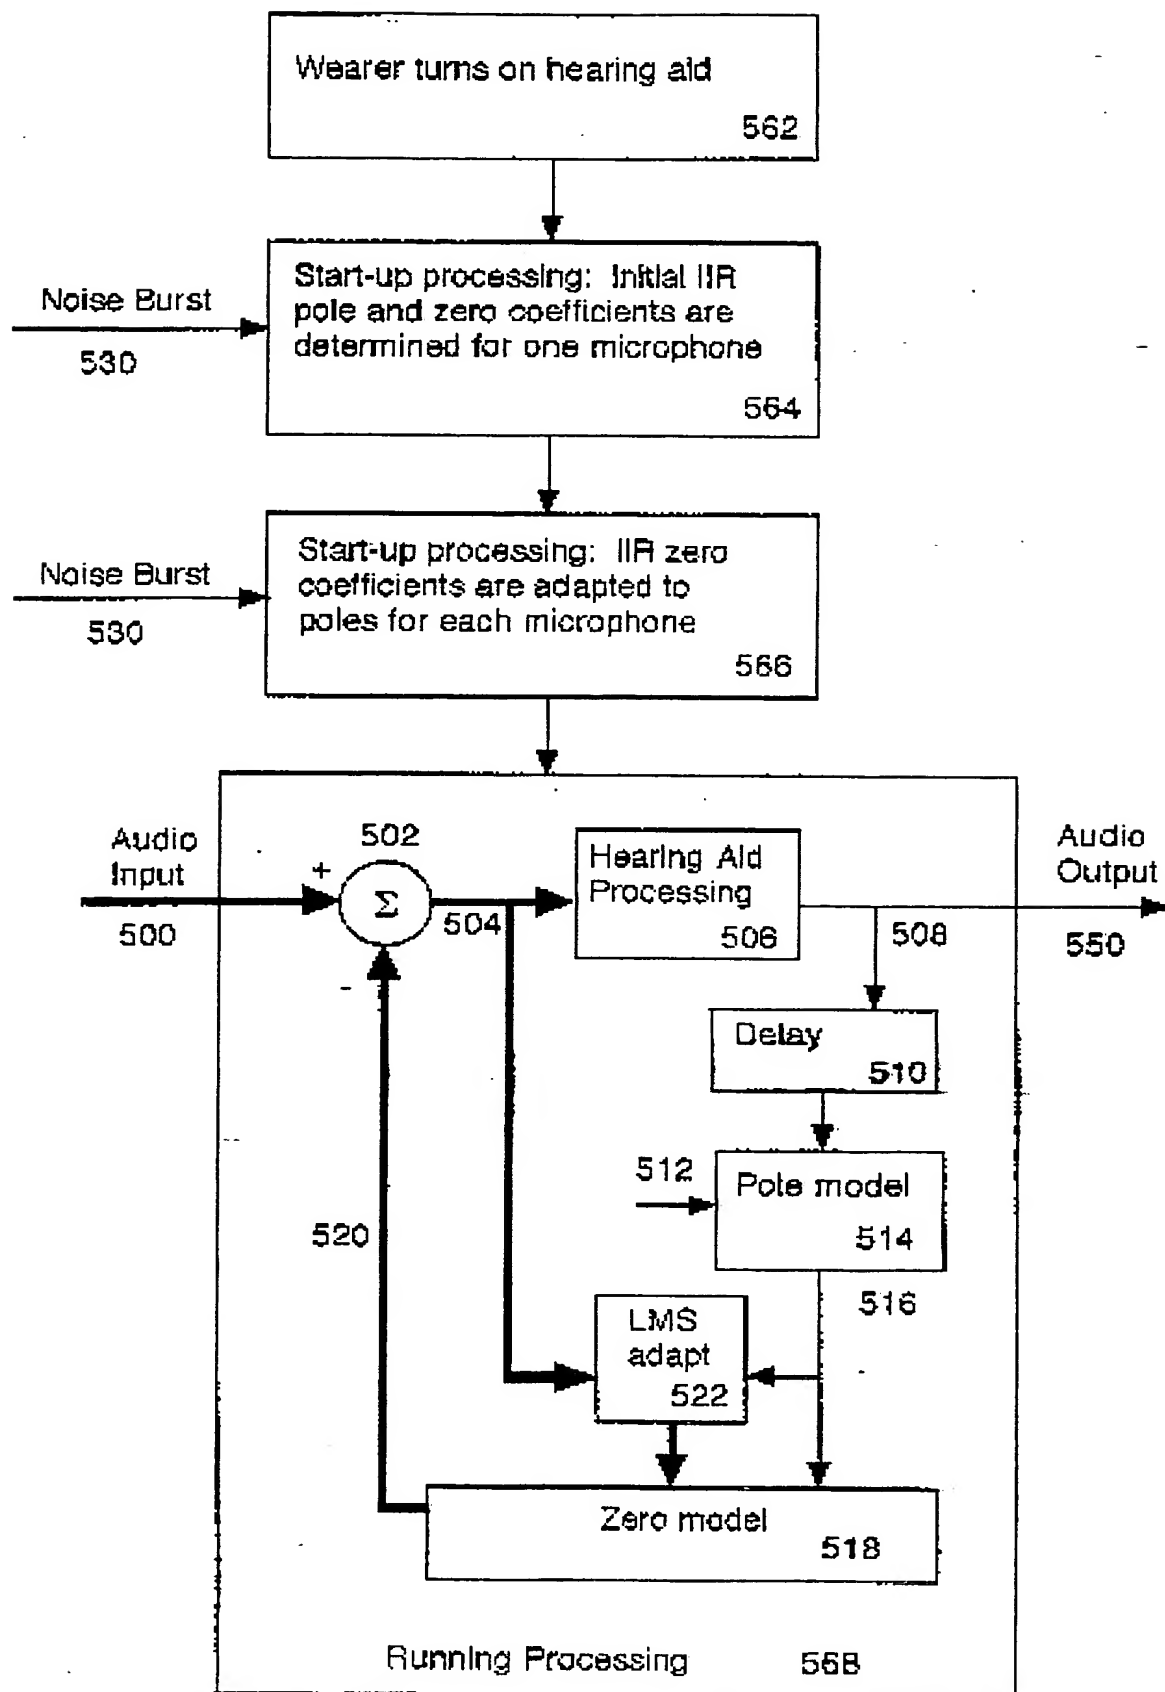 Wearer turns on hearing aid
562
Start-up processing: Initial IIR
pole and zero coefficients are
determined for one microphone
564
Noise Burst
530
Start-up processing: IIR zero
coefficients are adapted to
poles for each microphone
566
Noise Burst
530
Audio
Input
500
+
502
Σ
504
Hearing Aid
Processing
506
508
Audio
Output
550
-
Delay
510
512
Pole model
514
516
520
LMS
adapt
522
Zero model
518
Running Processing
568